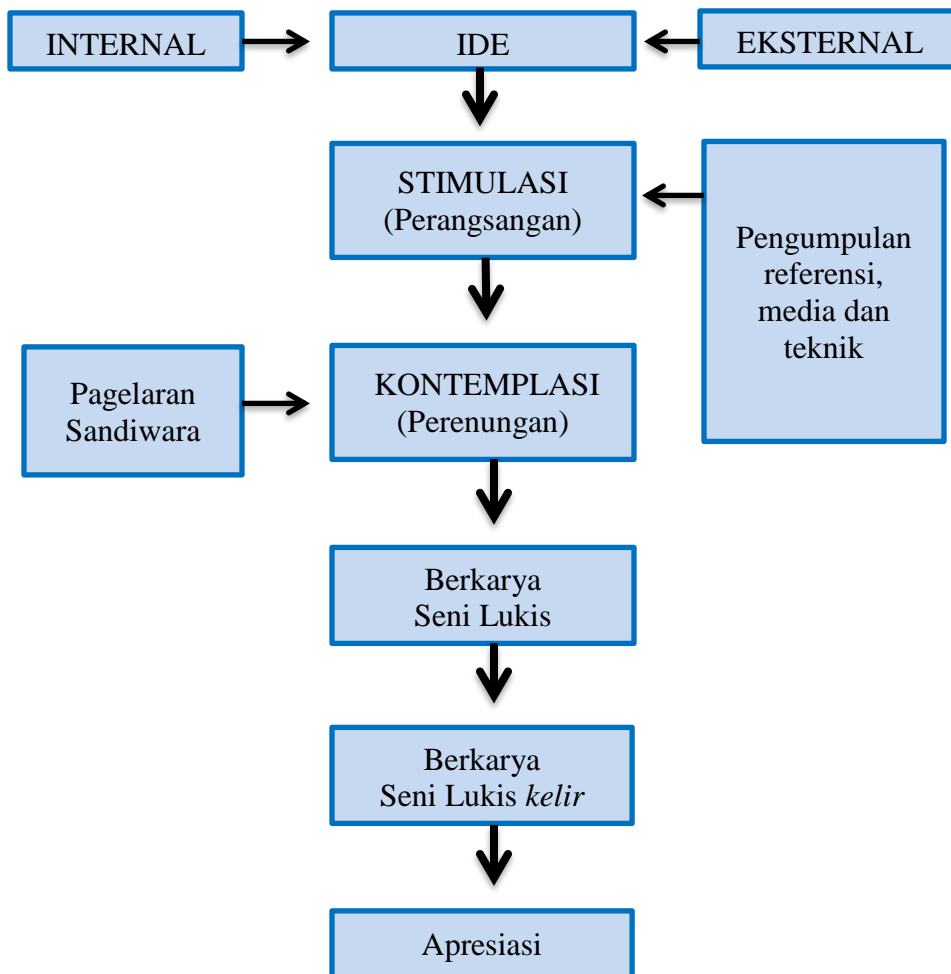 INTERNAL
IDE
EKSTERNAL
STIMULASI
(Perangsangan)
Pengumpulan
referensi,
media dan
teknik
Pagelaran
Sandiwara
KONTEMPLASI
(Perenungan)
Berkarya
Seni Lukis
Berkarya
Seni Lukis kelir
Apresiasi